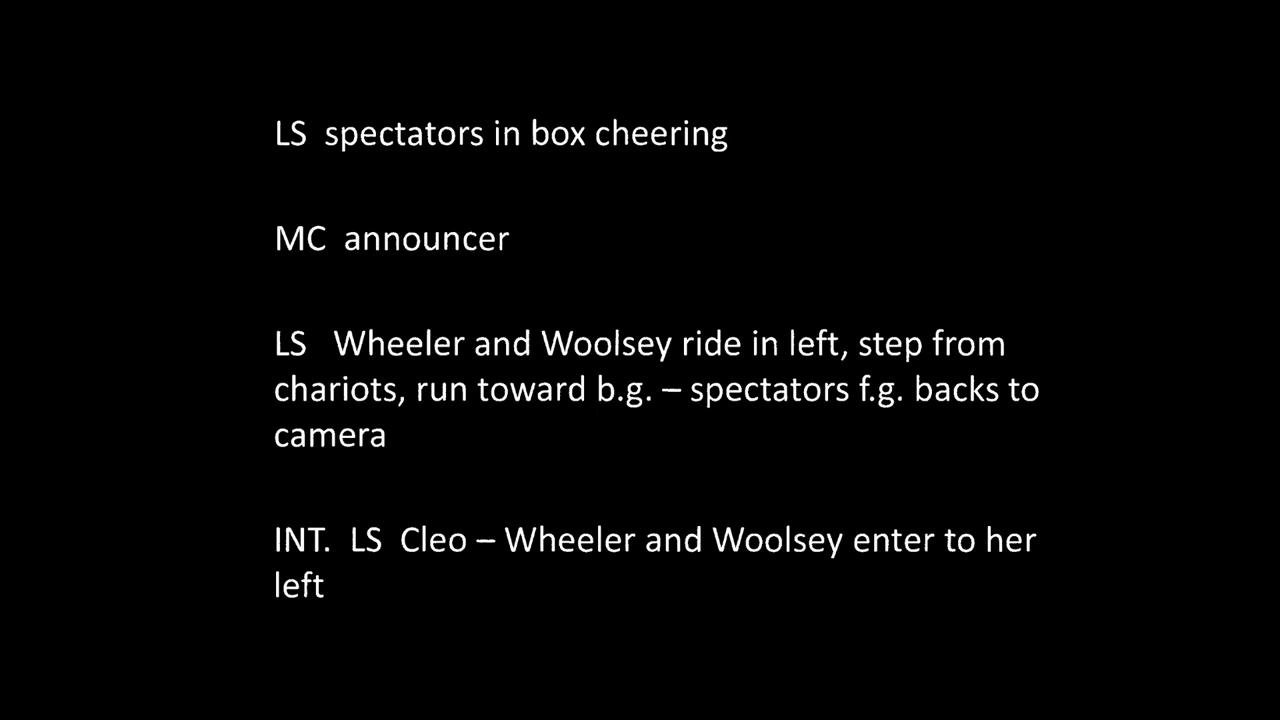 LS  spectators in box cheering
MC  announcer
LS   Wheeler and Woolsey ride in left, step from
chariots, run toward b.g. – spectators f.g. backs to
camera
INT.  LS  Cleo – Wheeler and Woolsey enter to her
left